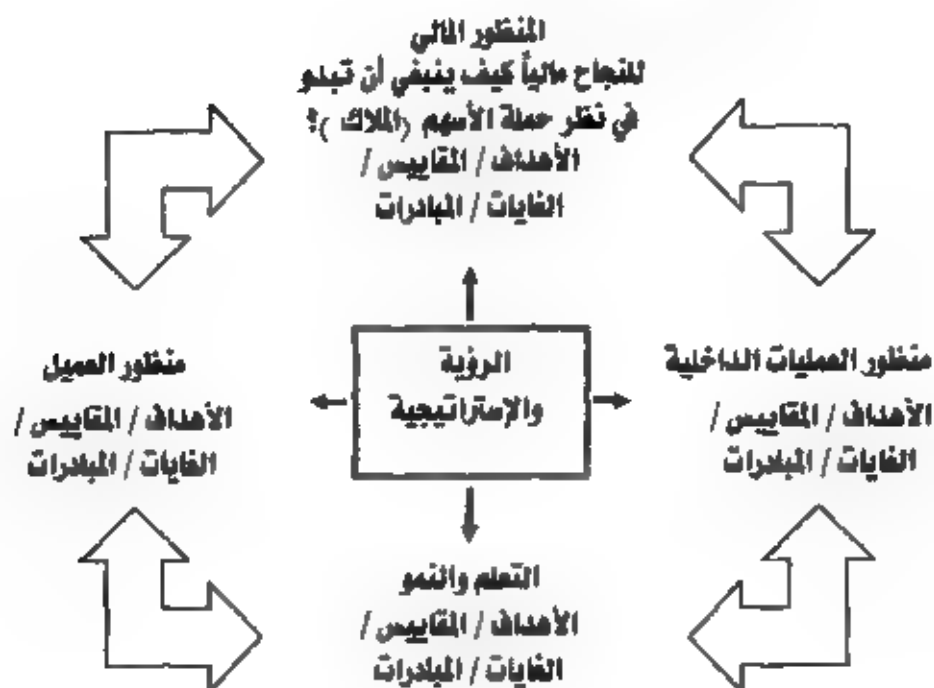 المنظور المالي
للنجاح مالياً كيف ينبغي أن تبدو
في نظر حملة الأسهم (الملاك )؟
الأهداف / المقاييس /
الغايات / المبادرات
منظور العمليات الداخلية
الأهداف / المقاييس /
الغايات / المبادرات
الرؤية
والإستراتيجية
منظور العميل
الأهداف / المقاييس /
الغايات / المبادرات
التعلم والنمو
الأهداف / المقاييس /
الغايات / المبادرات